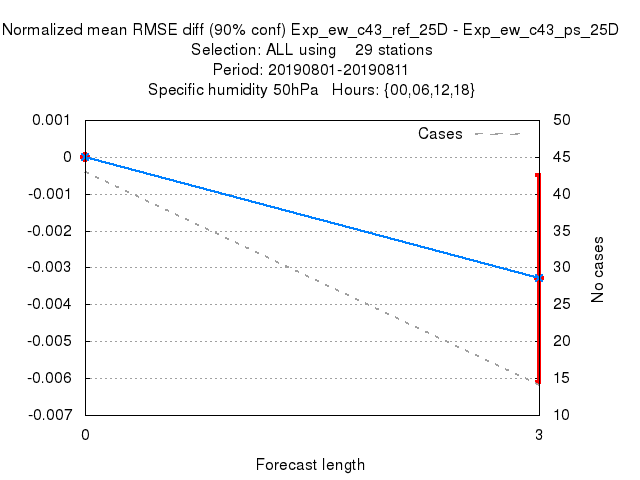 Normalized mean RMSE diff (90% conf) Exp_ew_c43_ref_25D - Exp_ew_c43_ps_25D
Selection: ALL using    29 stations
Period: 20190801-20190811
Specific humidity 50hPa   Hours: {00,06,12,18}
0.001
0
-0.001
-0.002
-0.003
-0.004
-0.005
-0.006
-0.007
Cases
50
45
40
35
30
25
20
15
10
No cases
0
3
Forecast length